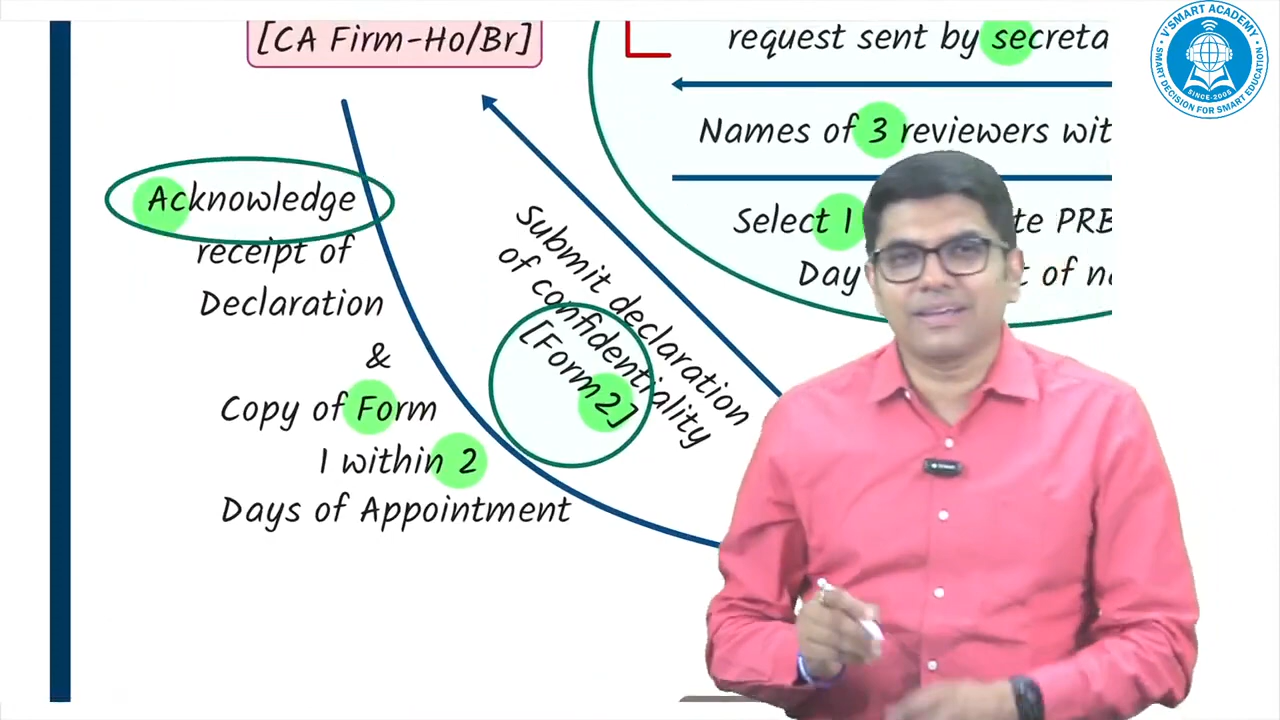 [CA Firm-Ho/Br]
request sent by secreta
Names of 3 reviewers wit
Select 1
te PRB
Day
t of na
Acknowledge
receipt of
Declaration
&
Copy of Form
1 within 2
Days of Appointment
Submit declaration
of confidentiality
[Form 2]
V'SMART ACADEMY
SMART DECISION FOR SMART EDUCATION
SINCE-2005